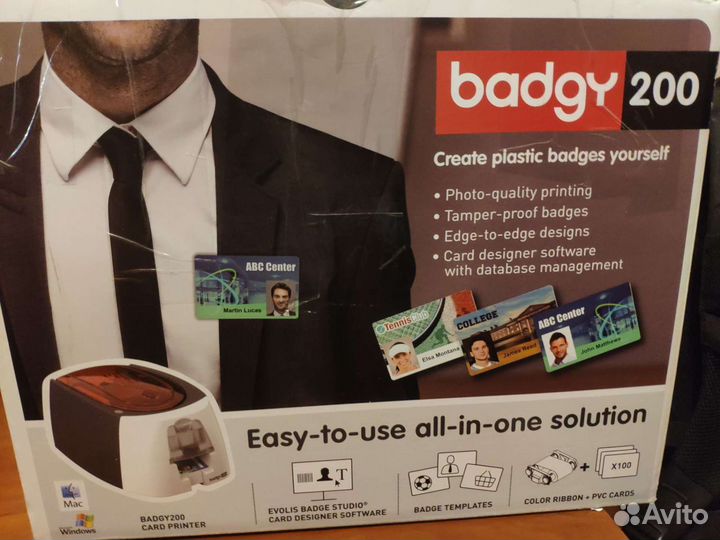 badgy 200
Create plastic badges yourself
• Photo-quality printing
• Tamper-proof badges
• Edge-to-edge designs
• Card designer software
with database management
ABC Center
Martin Lucas
Tennis Club
Elsa Montana
COLLEGE
James Reed
ABC Center
John Matthews
Easy-to-use all-in-one solution
Mac
Windows
BADGY200
CARD PRINTER
T
EVOLIS BADGE STUDIO®
CARD DESIGNER SOFTWARE
BADGE TEMPLATES
+
X100
COLOR RIBBON + PVC CARDS
Avito